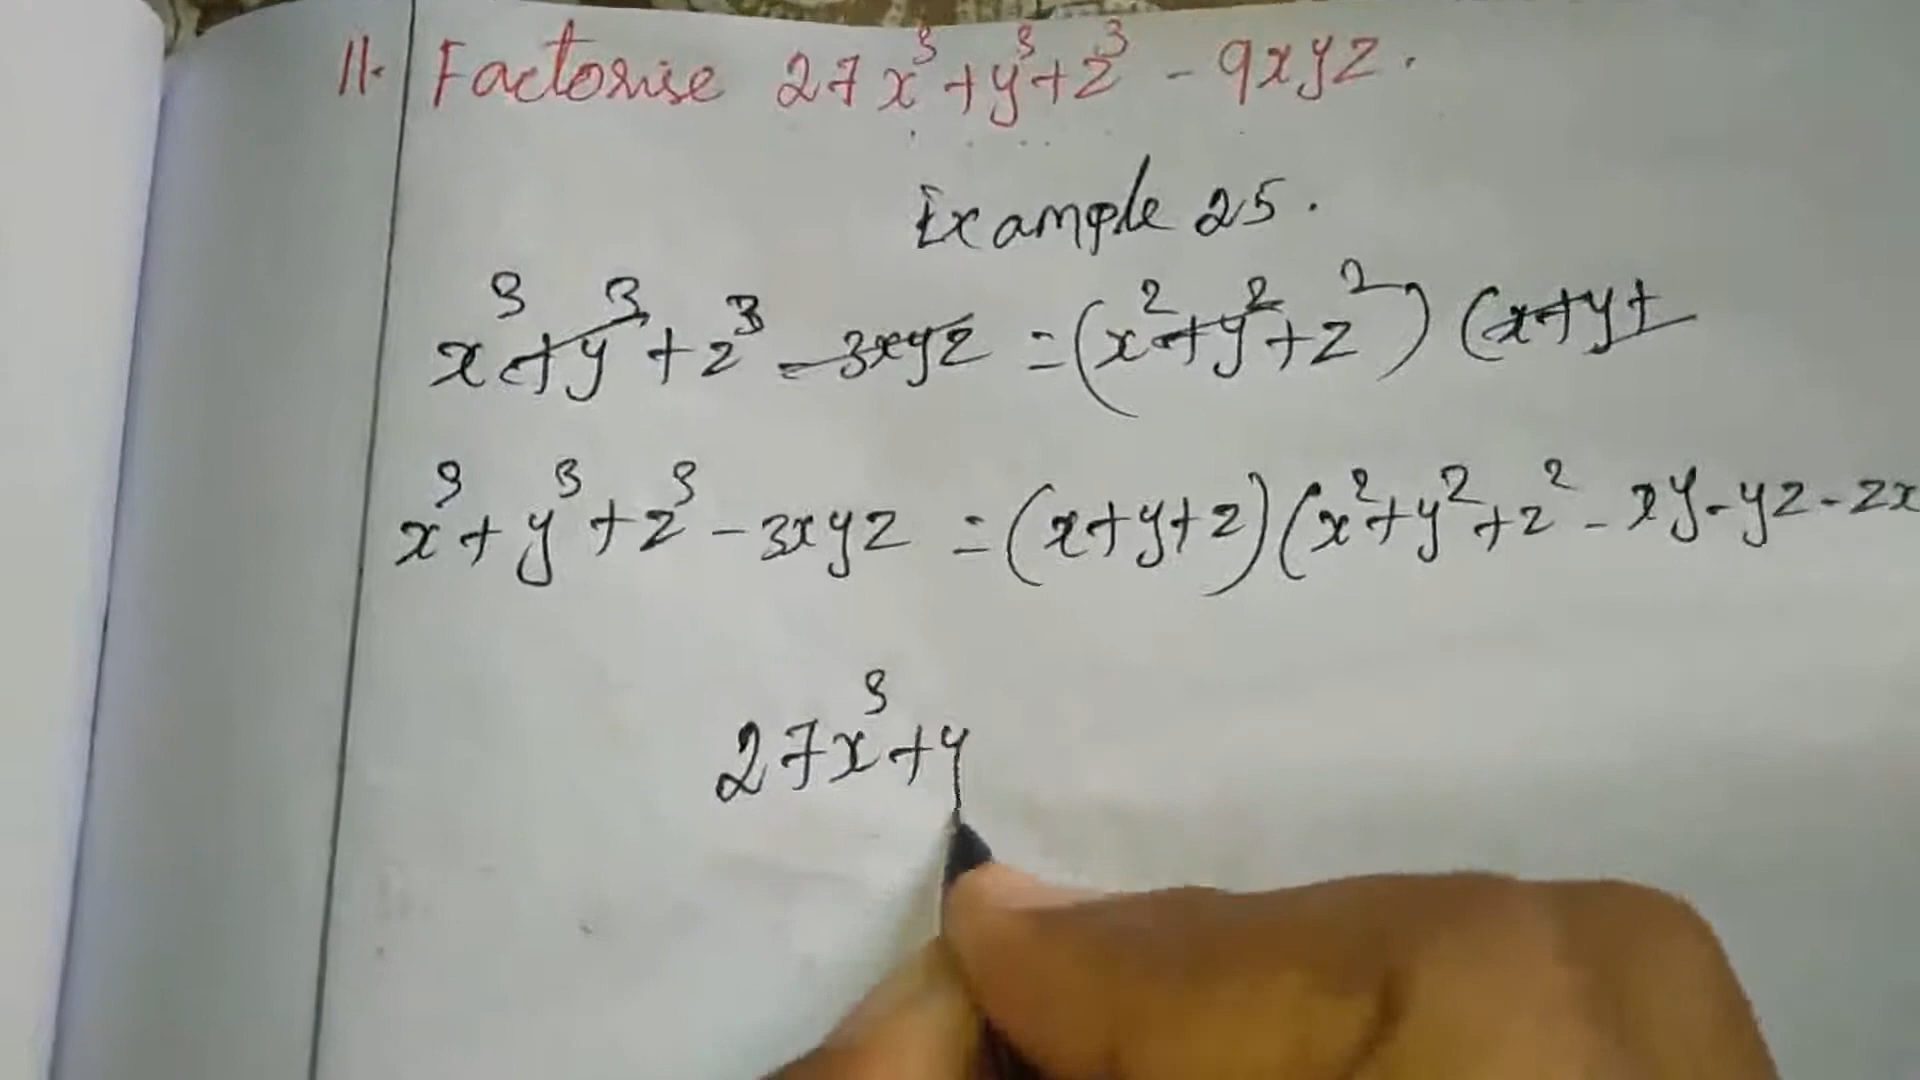 11. Factorise 27x³+y³+z³ - 9xyz.
Example 25.
x³+y³+z³ - 3xyz = (x²+y²+z²) (x+y+
x³+y³+z³ - 3xyz = (x+y+z) (x²+y²+z² - xy - yz - zx
27x³+y